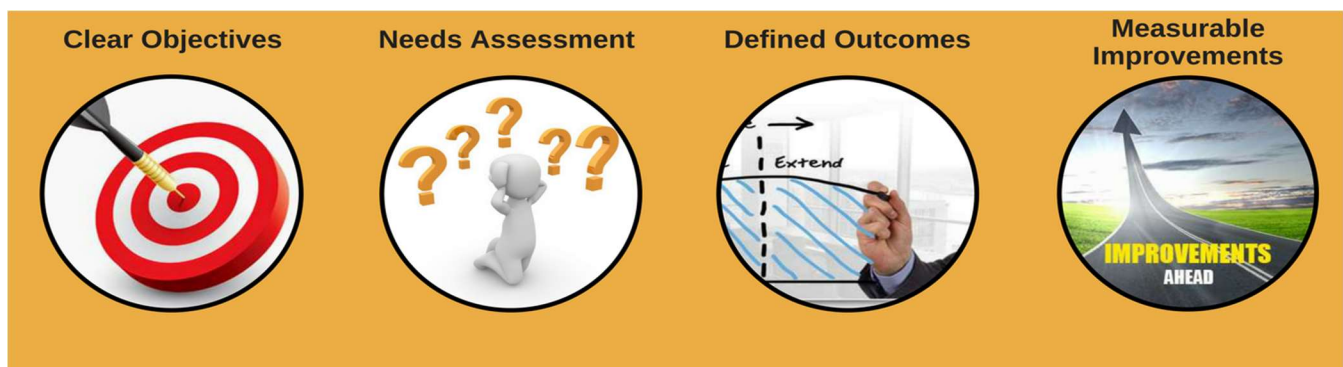 Clear Objectives
Needs Assessment
Defined Outcomes
Measurable
Improvements
? ? ? ? ?
Extend
IMPROVEMENTS
AHEAD